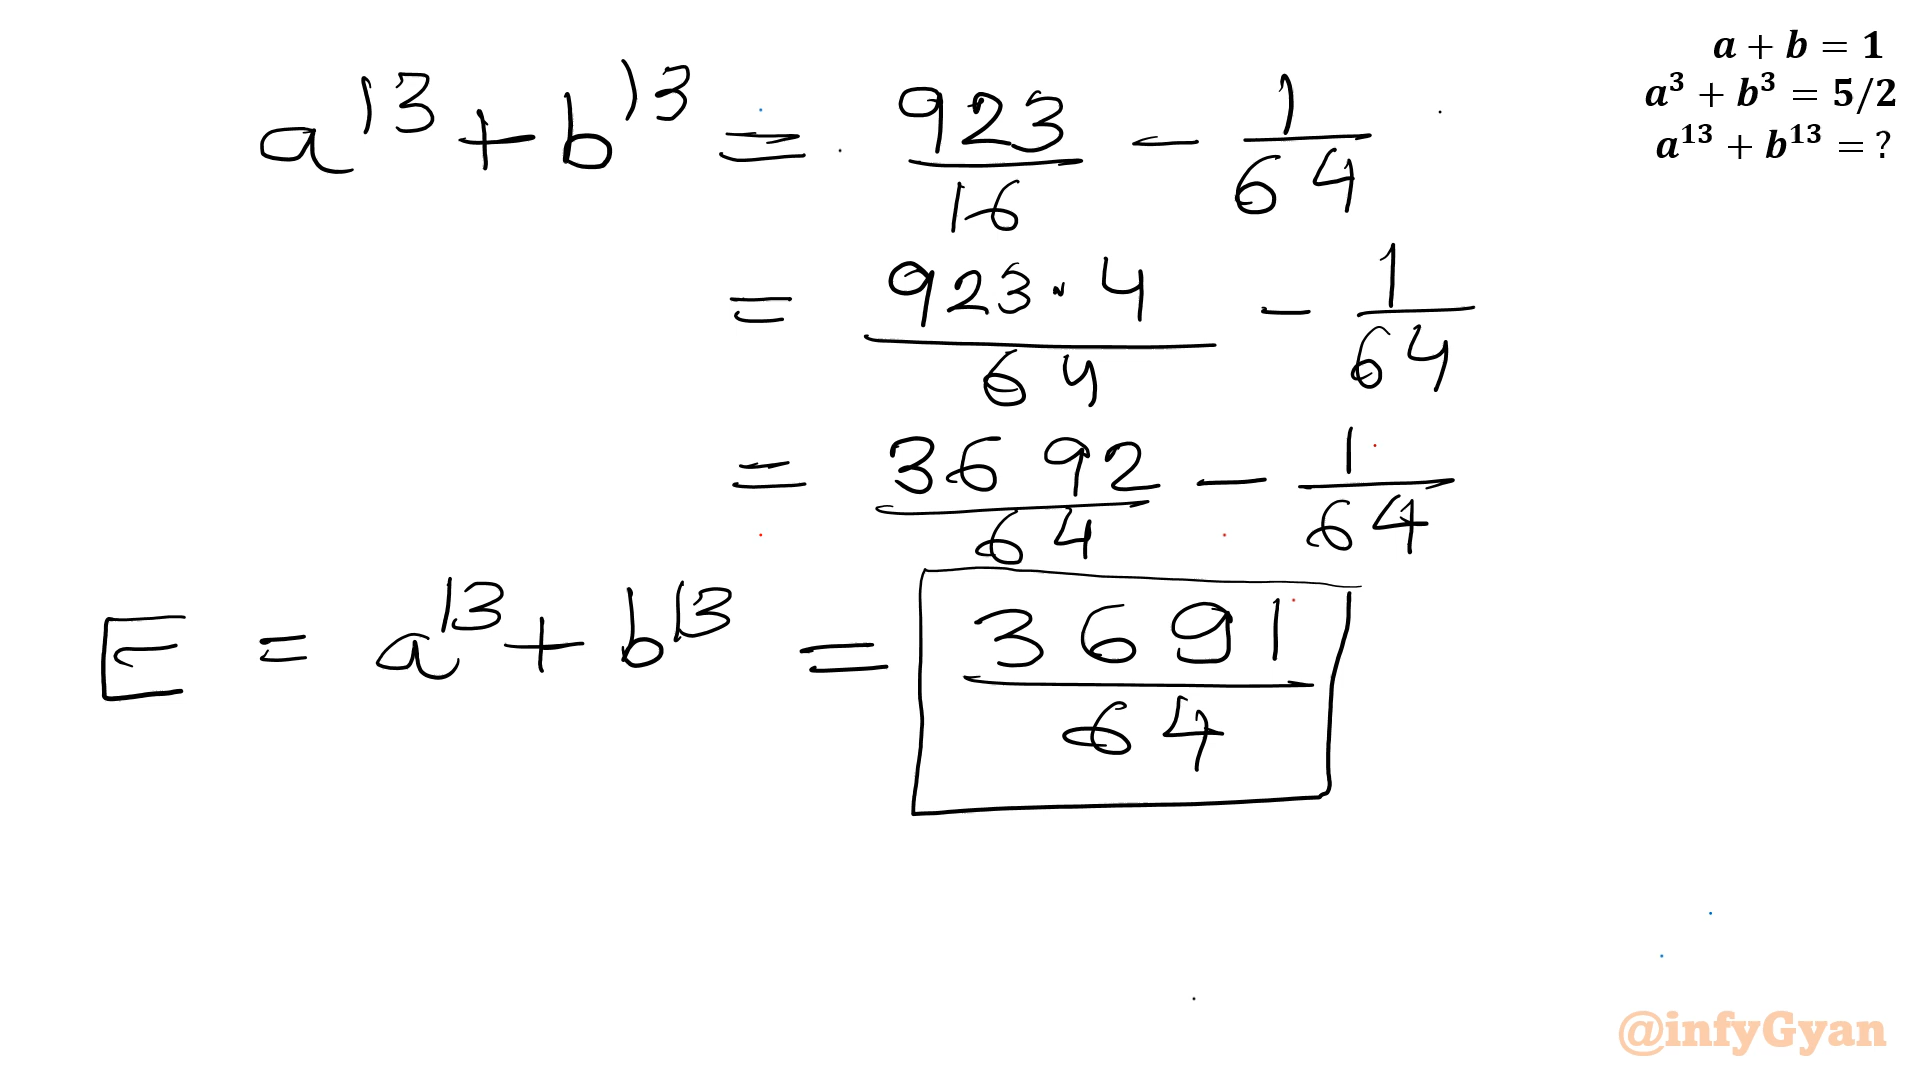 a + b = 1
a³ + b³ = 5/2
a¹³ + b¹³ = ?
a¹³ + b¹³ = 923/16 − 1/64
= 923·4/64 − 1/64
= 3692/64 − 1/64
E = a¹³ + b¹³ = 3691/64
@infyGyan